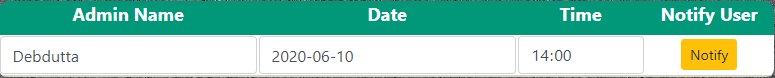 Admin Name Date Time Notify User
Debdutta 2020-06-10 14:00 Notify